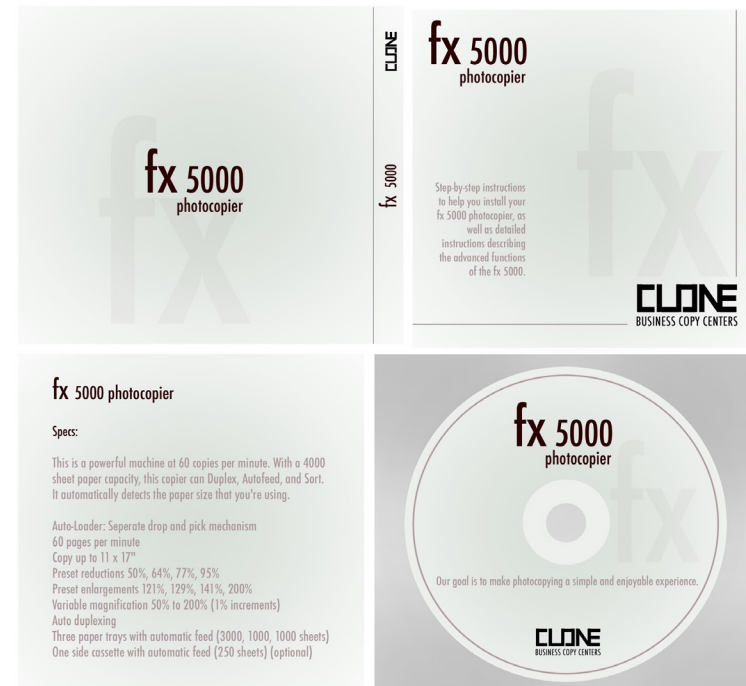 fx 5000
photocopier
fx
CLONE
fx 5000
fx 5000
photocopier
fx
Step-by-step instructions
to help you install your
fx 5000 photocopier, as
well as detailed
instructions describing
the advanced functions
of the fx 5000.
CLONE
BUSINESS COPY CENTERS
fx 5000 photocopier
Specs:
This is a powerful machine at 60 copies per minute. With a 4000
sheet paper capacity, this copier can Duplex, Autofeed, and Sort.
It automatically detects the paper size that you're using.
Auto-Loader: Seperate drop and pick mechanism
60 pages per minute
Copy up to 11 x 17"
Preset reductions 50%, 64%, 77%, 95%
Preset enlargements 121%, 129%, 141%, 200%
Variable magnification 50% to 200% (1% increments)
Auto duplexing
Three paper trays with automatic feed (3000, 1000, 1000 sheets)
One side cassette with automatic feed (250 sheets) (optional)
fx 5000
photocopier
fx
Our goal is to make photocopying a simple and enjoyable experience.
CLONE
BUSINESS COPY CENTERS